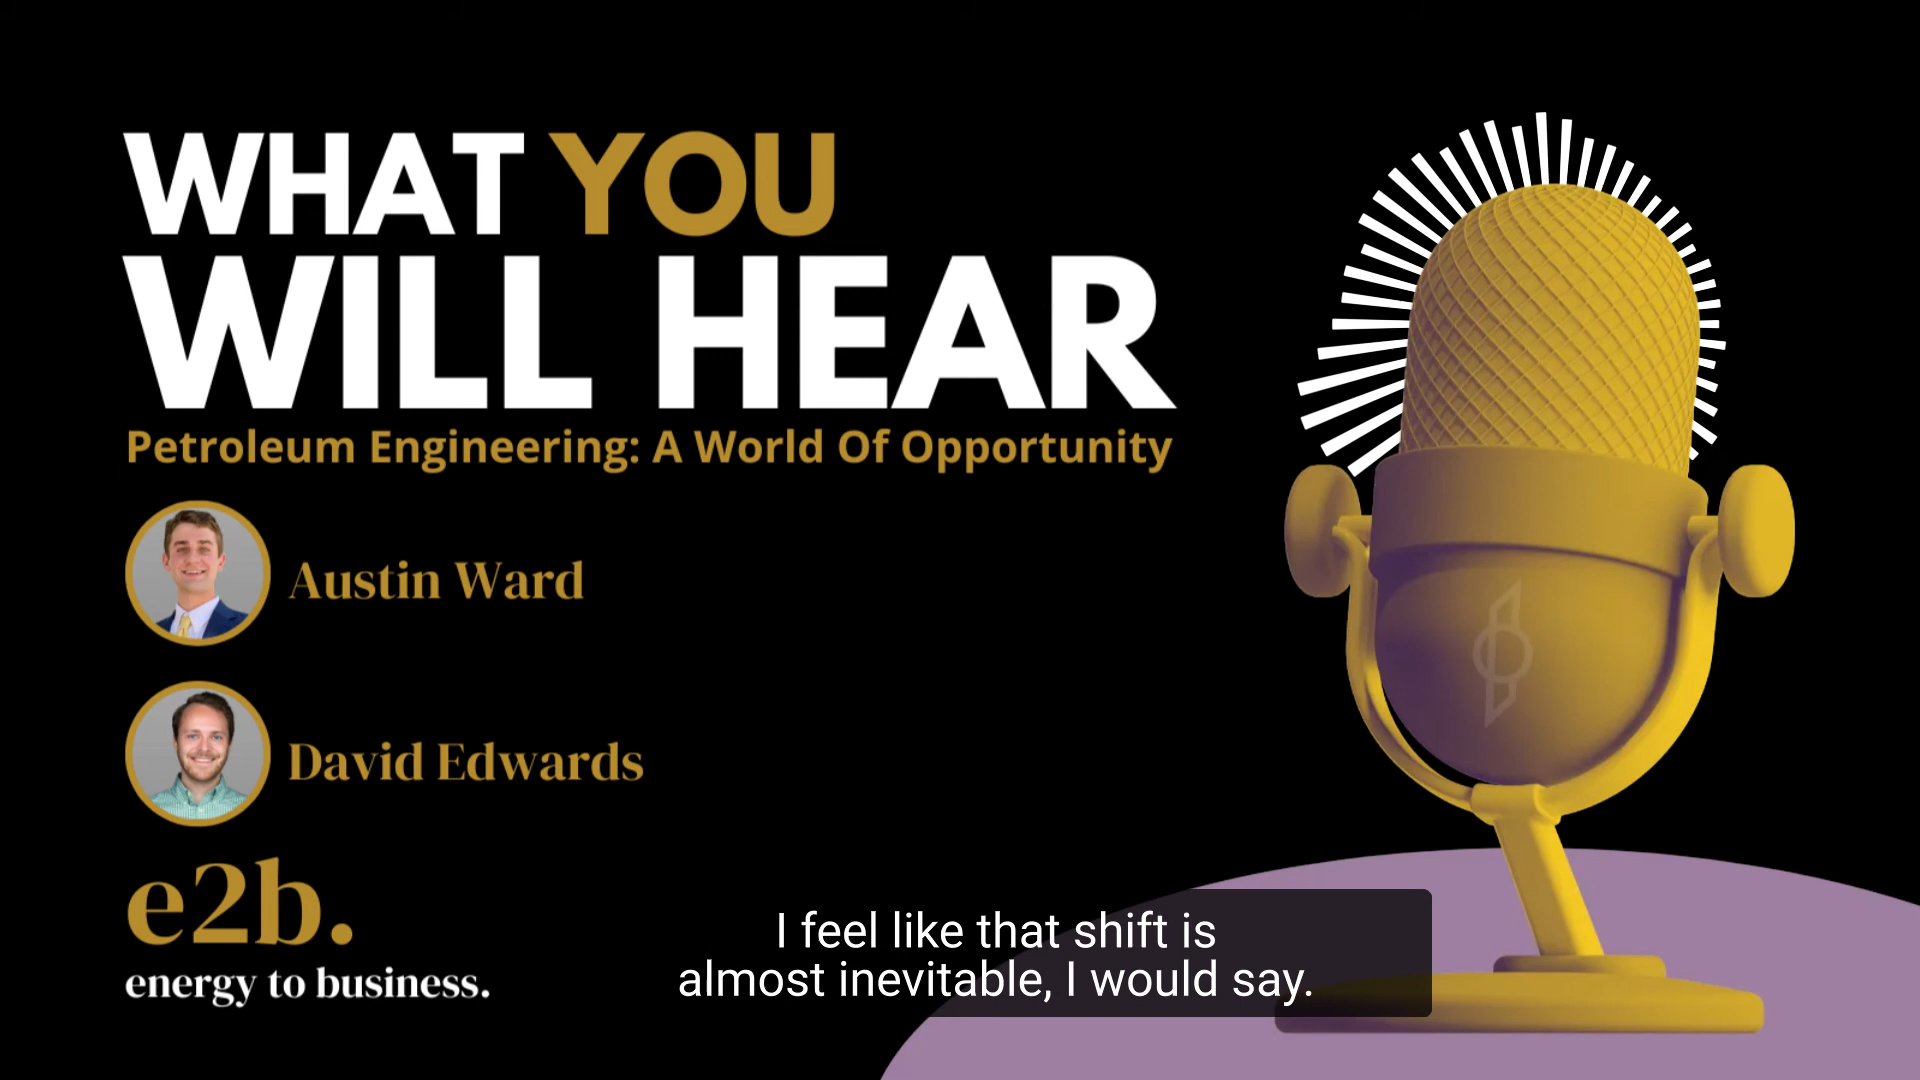 WHAT YOU
WILL HEAR
Petroleum Engineering: A World Of Opportunity
Austin Ward
David Edwards
e2b.
energy to business.
I feel like that shift is
almost inevitable, I would say.